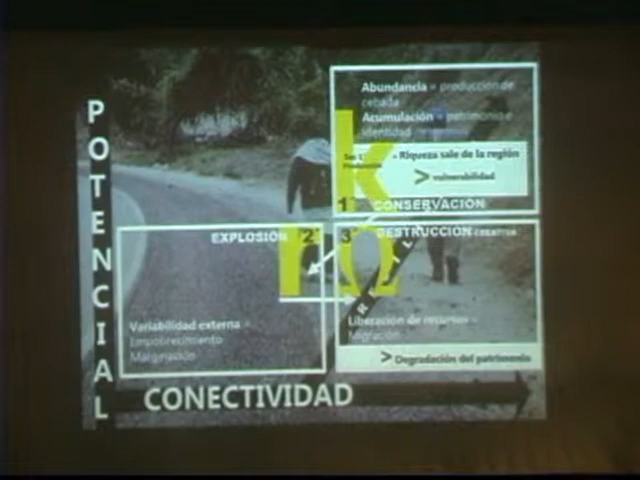 POTENCIAL
Abundancia = producción de
cebada
Acumulación = patrimonio e
identidad
k
= Riqueza sale de la región
> vulnerabilidad
1 CONSERVACIÓN
EXPLOSIÓN 2
r
3 DESTRUCCIÓN CREATIVA
Ω
Variabilidad externa =
Empobrecimiento
Marginación
Liberación de recursos =
Migración
> Degradación del patrimonio
CONECTIVIDAD